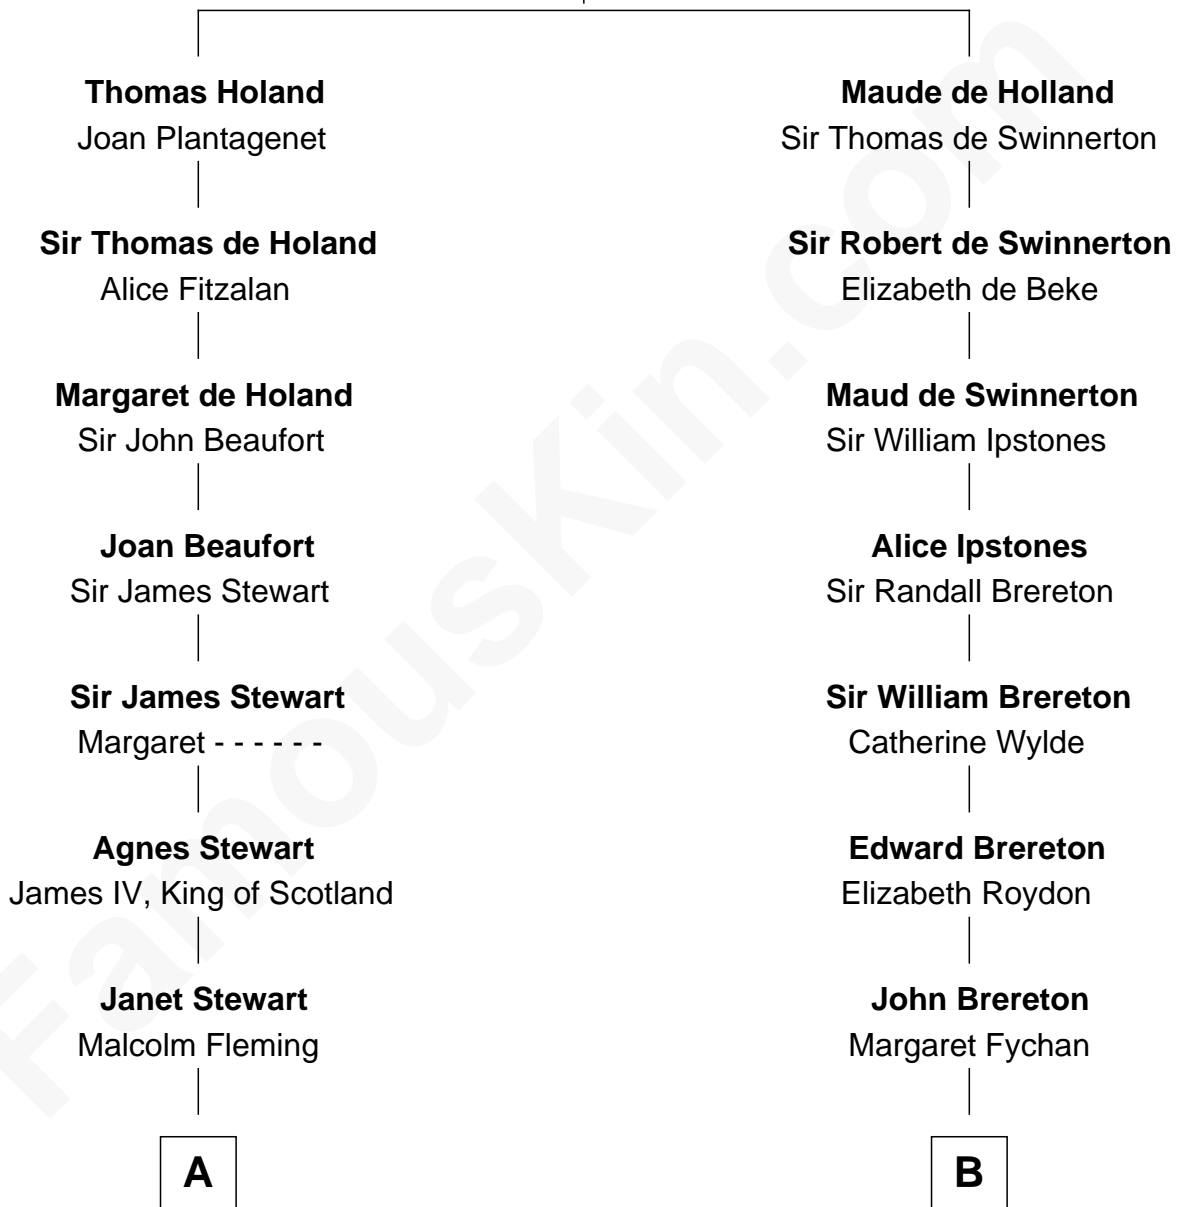 Thomas Holand
Joan Plantagenet
Sir Thomas de Holand
Alice Fitzalan
Margaret de Holand
Sir John Beaufort
Joan Beaufort
Sir James Stewart
Sir James Stewart
Margaret - - - - - -
Agnes Stewart
James IV, King of Scotland
Janet Stewart
Malcolm Fleming
A
Maude de Holland
Sir Thomas de Swinnerton
Sir Robert de Swinnerton
Elizabeth de Beke
Maud de Swinnerton
Sir William Ipstones
Alice Ipstones
Sir Randall Brereton
Sir William Brereton
Catherine Wylde
Edward Brereton
Elizabeth Roydon
John Brereton
Margaret Fychan
B
FamousKin.com